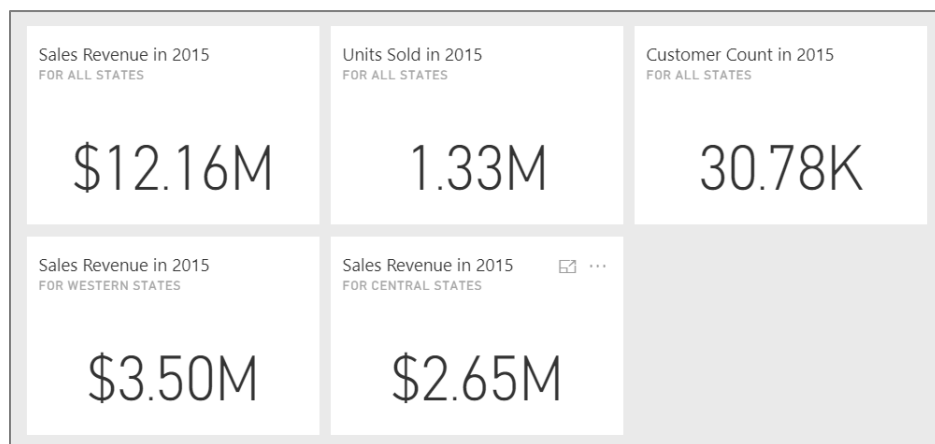 Sales Revenue in 2015
FOR ALL STATES
$12.16M
Units Sold in 2015
FOR ALL STATES
1.33M
Customer Count in 2015
FOR ALL STATES
30.78K
Sales Revenue in 2015
FOR WESTERN STATES
$3.50M
Sales Revenue in 2015
FOR CENTRAL STATES
$2.65M